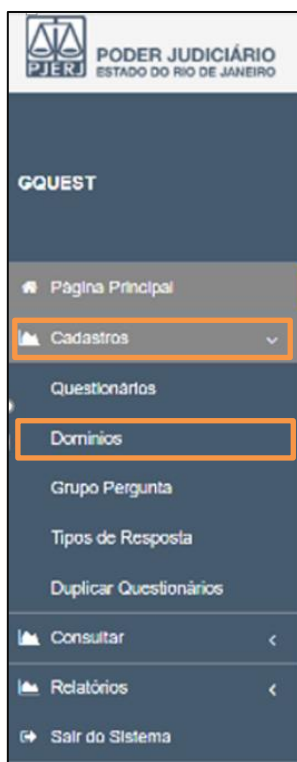 PJERJ
PODER JUDICIÁRIO
ESTADO DO RIO DE JANEIRO
GQUEST
Página Principal
Cadastros
Questionários
Domínios
Grupo Pergunta
Tipos de Resposta
Duplicar Questionários
Consultar
Relatórios
Sair do Sistema